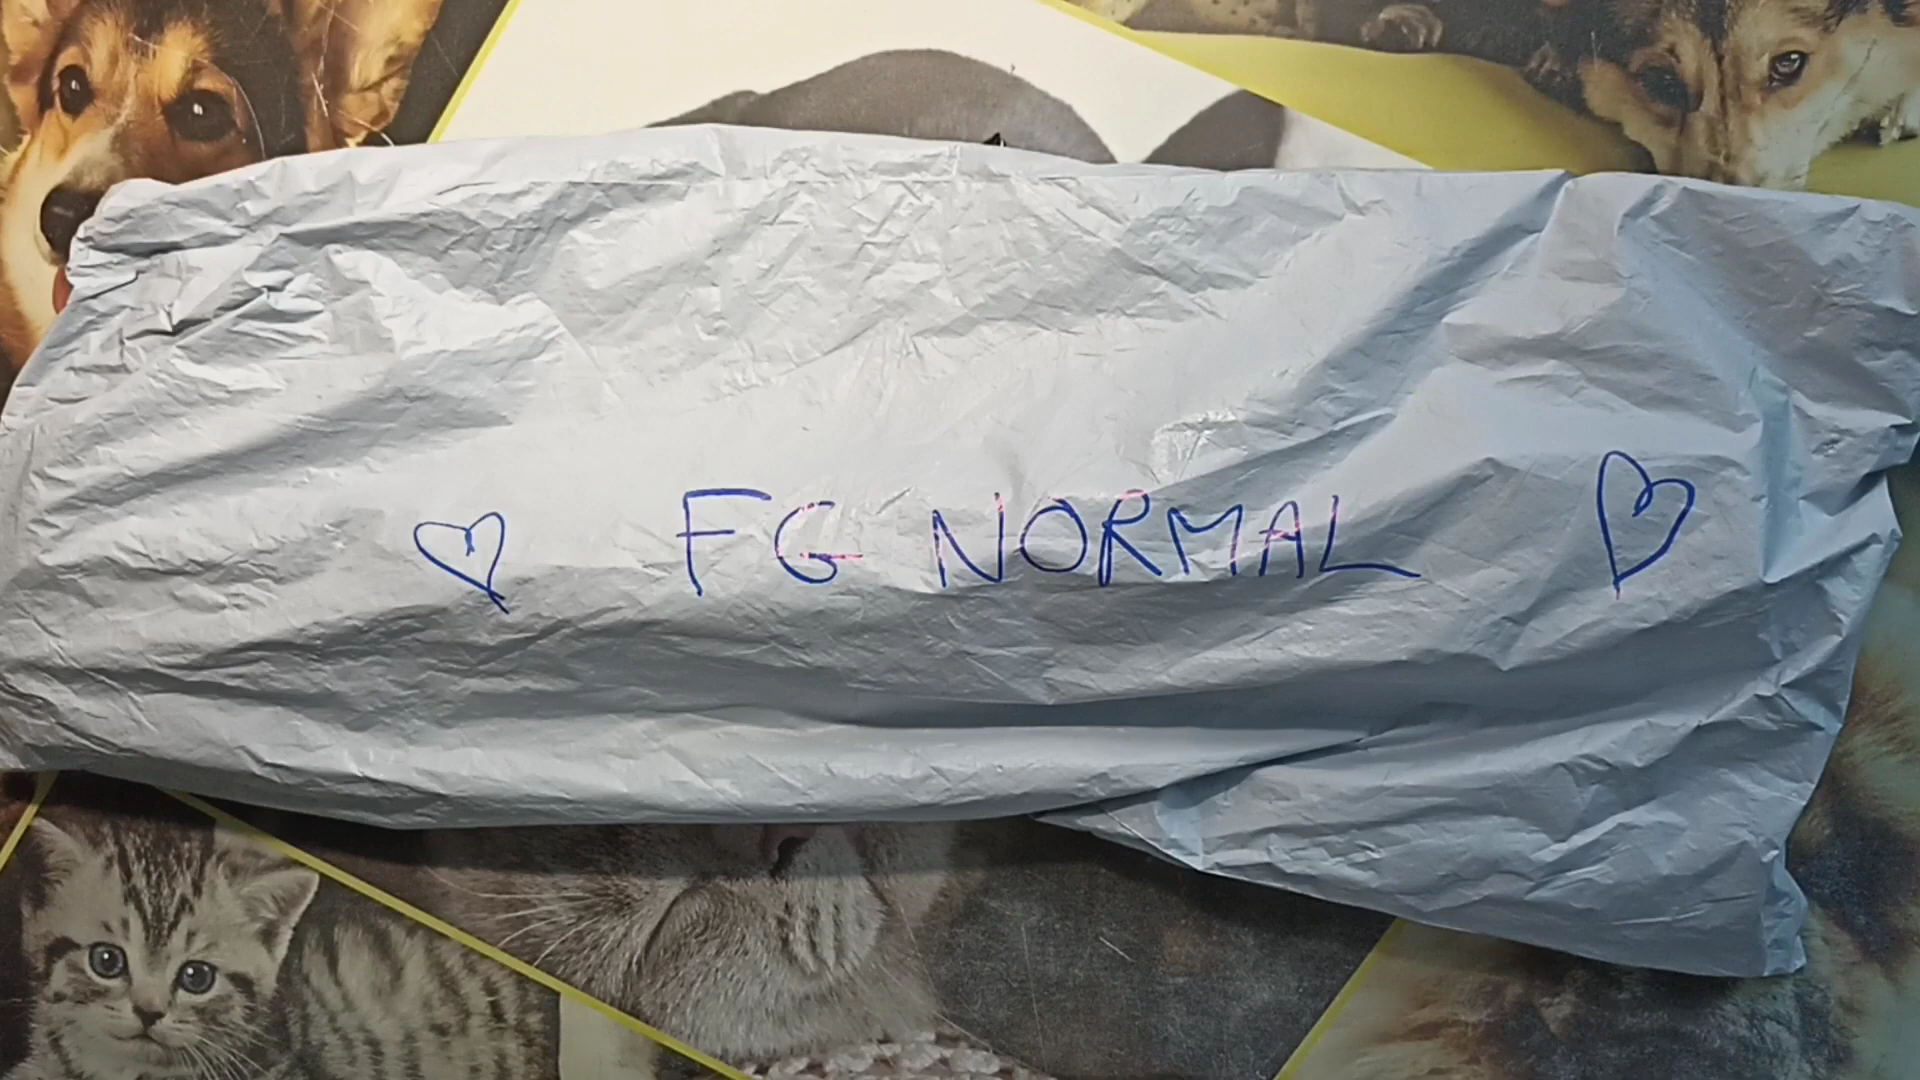 ♡ FG NORMAL ♡